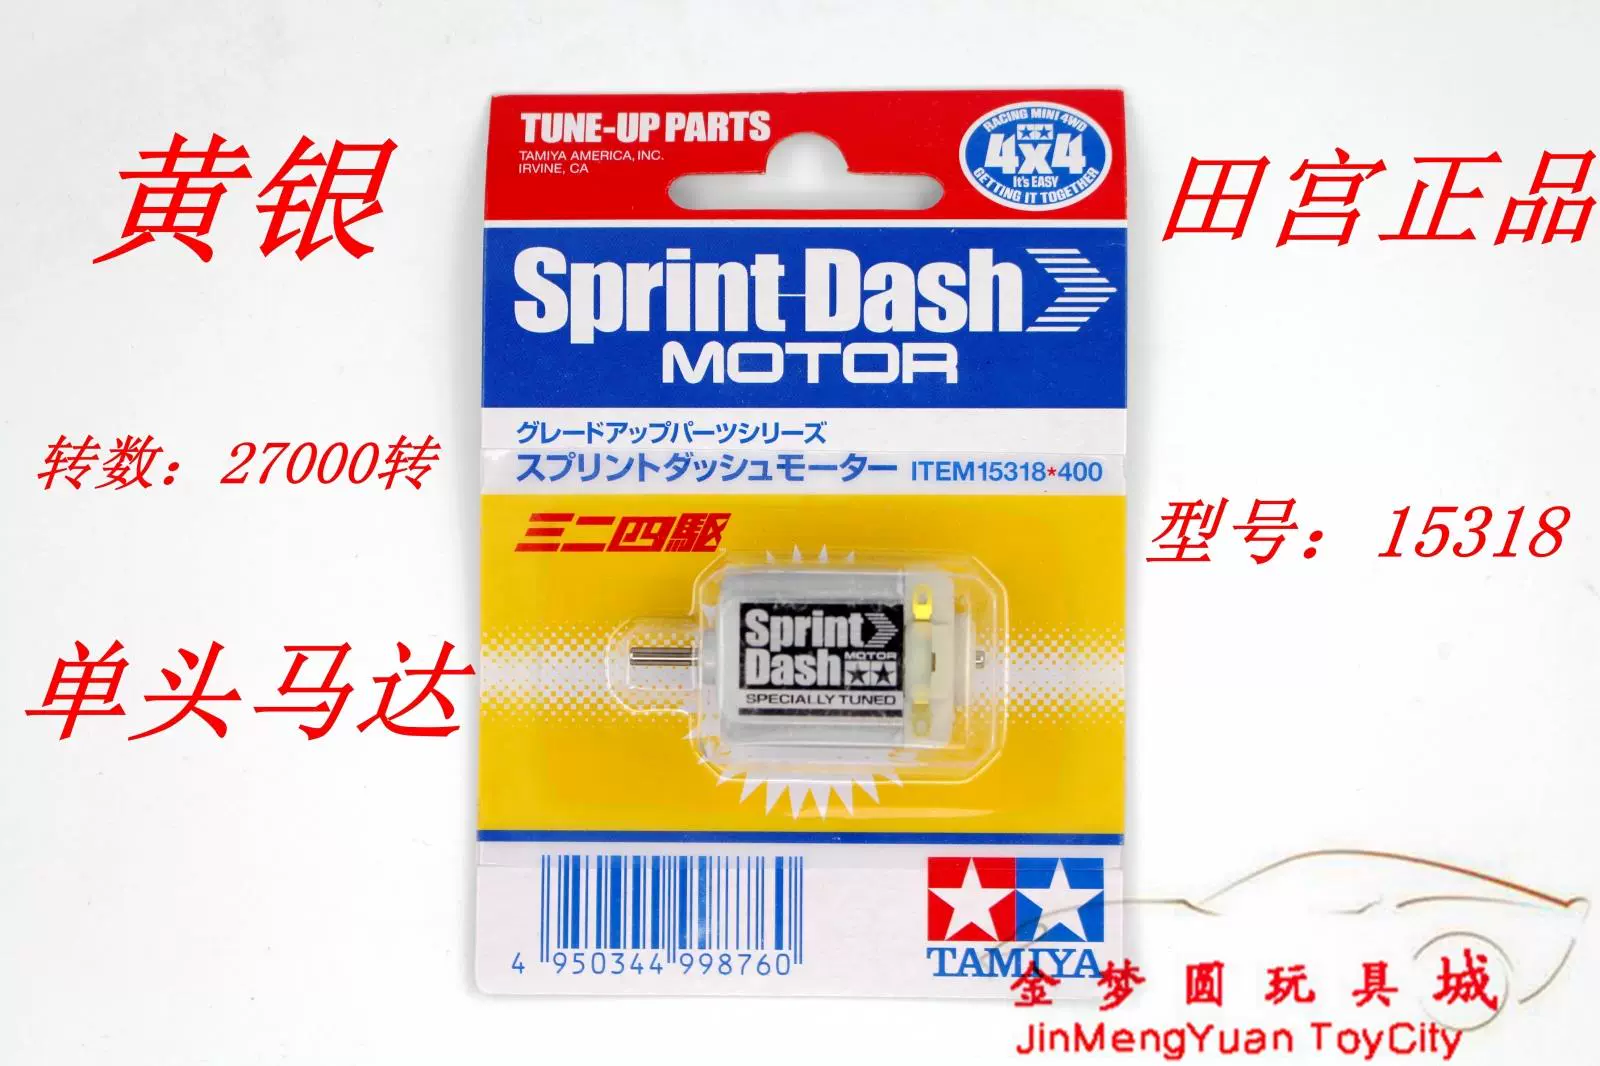 TUNE-UP PARTS
TAMIYA AMERICA, INC.
IRVINE, CA
RACING MINI 4WD
4x4
It's EASY
GETTING IT TOGETHER
黄银
田宫正品
Sprint-Dash
MOTOR
グレードアップパーツシリーズ
スプリントダッシュモーター ITEM15318*400
转数：27000转
型号：15318
三二四駆
Sprint
Dash
MOTOR
SPECIALLY TUNED
单头马达
4 950344 998760
TAMIYA
金梦圆玩具城
JinMengYuan ToyCity